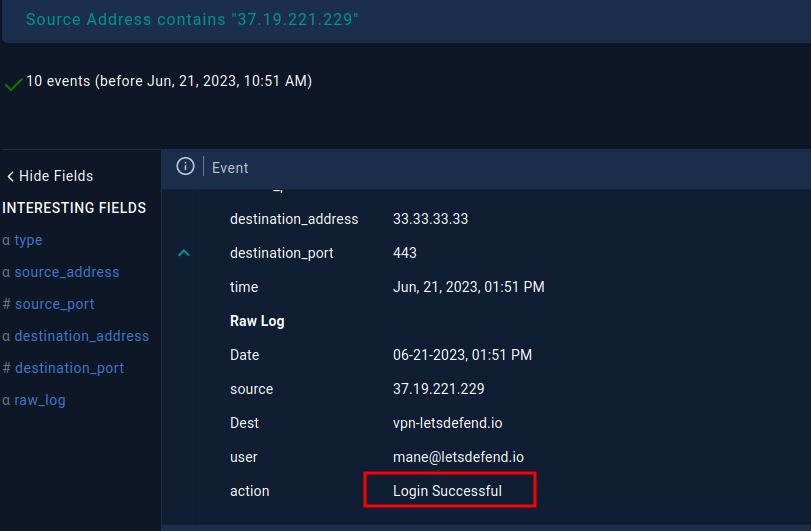 Source Address contains "37.19.221.229"
10 events (before Jun, 21, 2023, 10:51 AM)
Hide Fields
INTERESTING FIELDS
α type
α source_address
# source_port
α destination_address
# destination_port
α raw_log
Event
destination_address 33.33.33.33
destination_port 443
time Jun, 21, 2023, 01:51 PM
Raw Log
Date 06-21-2023, 01:51 PM
source 37.19.221.229
Dest vpn-letsdefend.io
user mane@letsdefend.io
action Login Successful